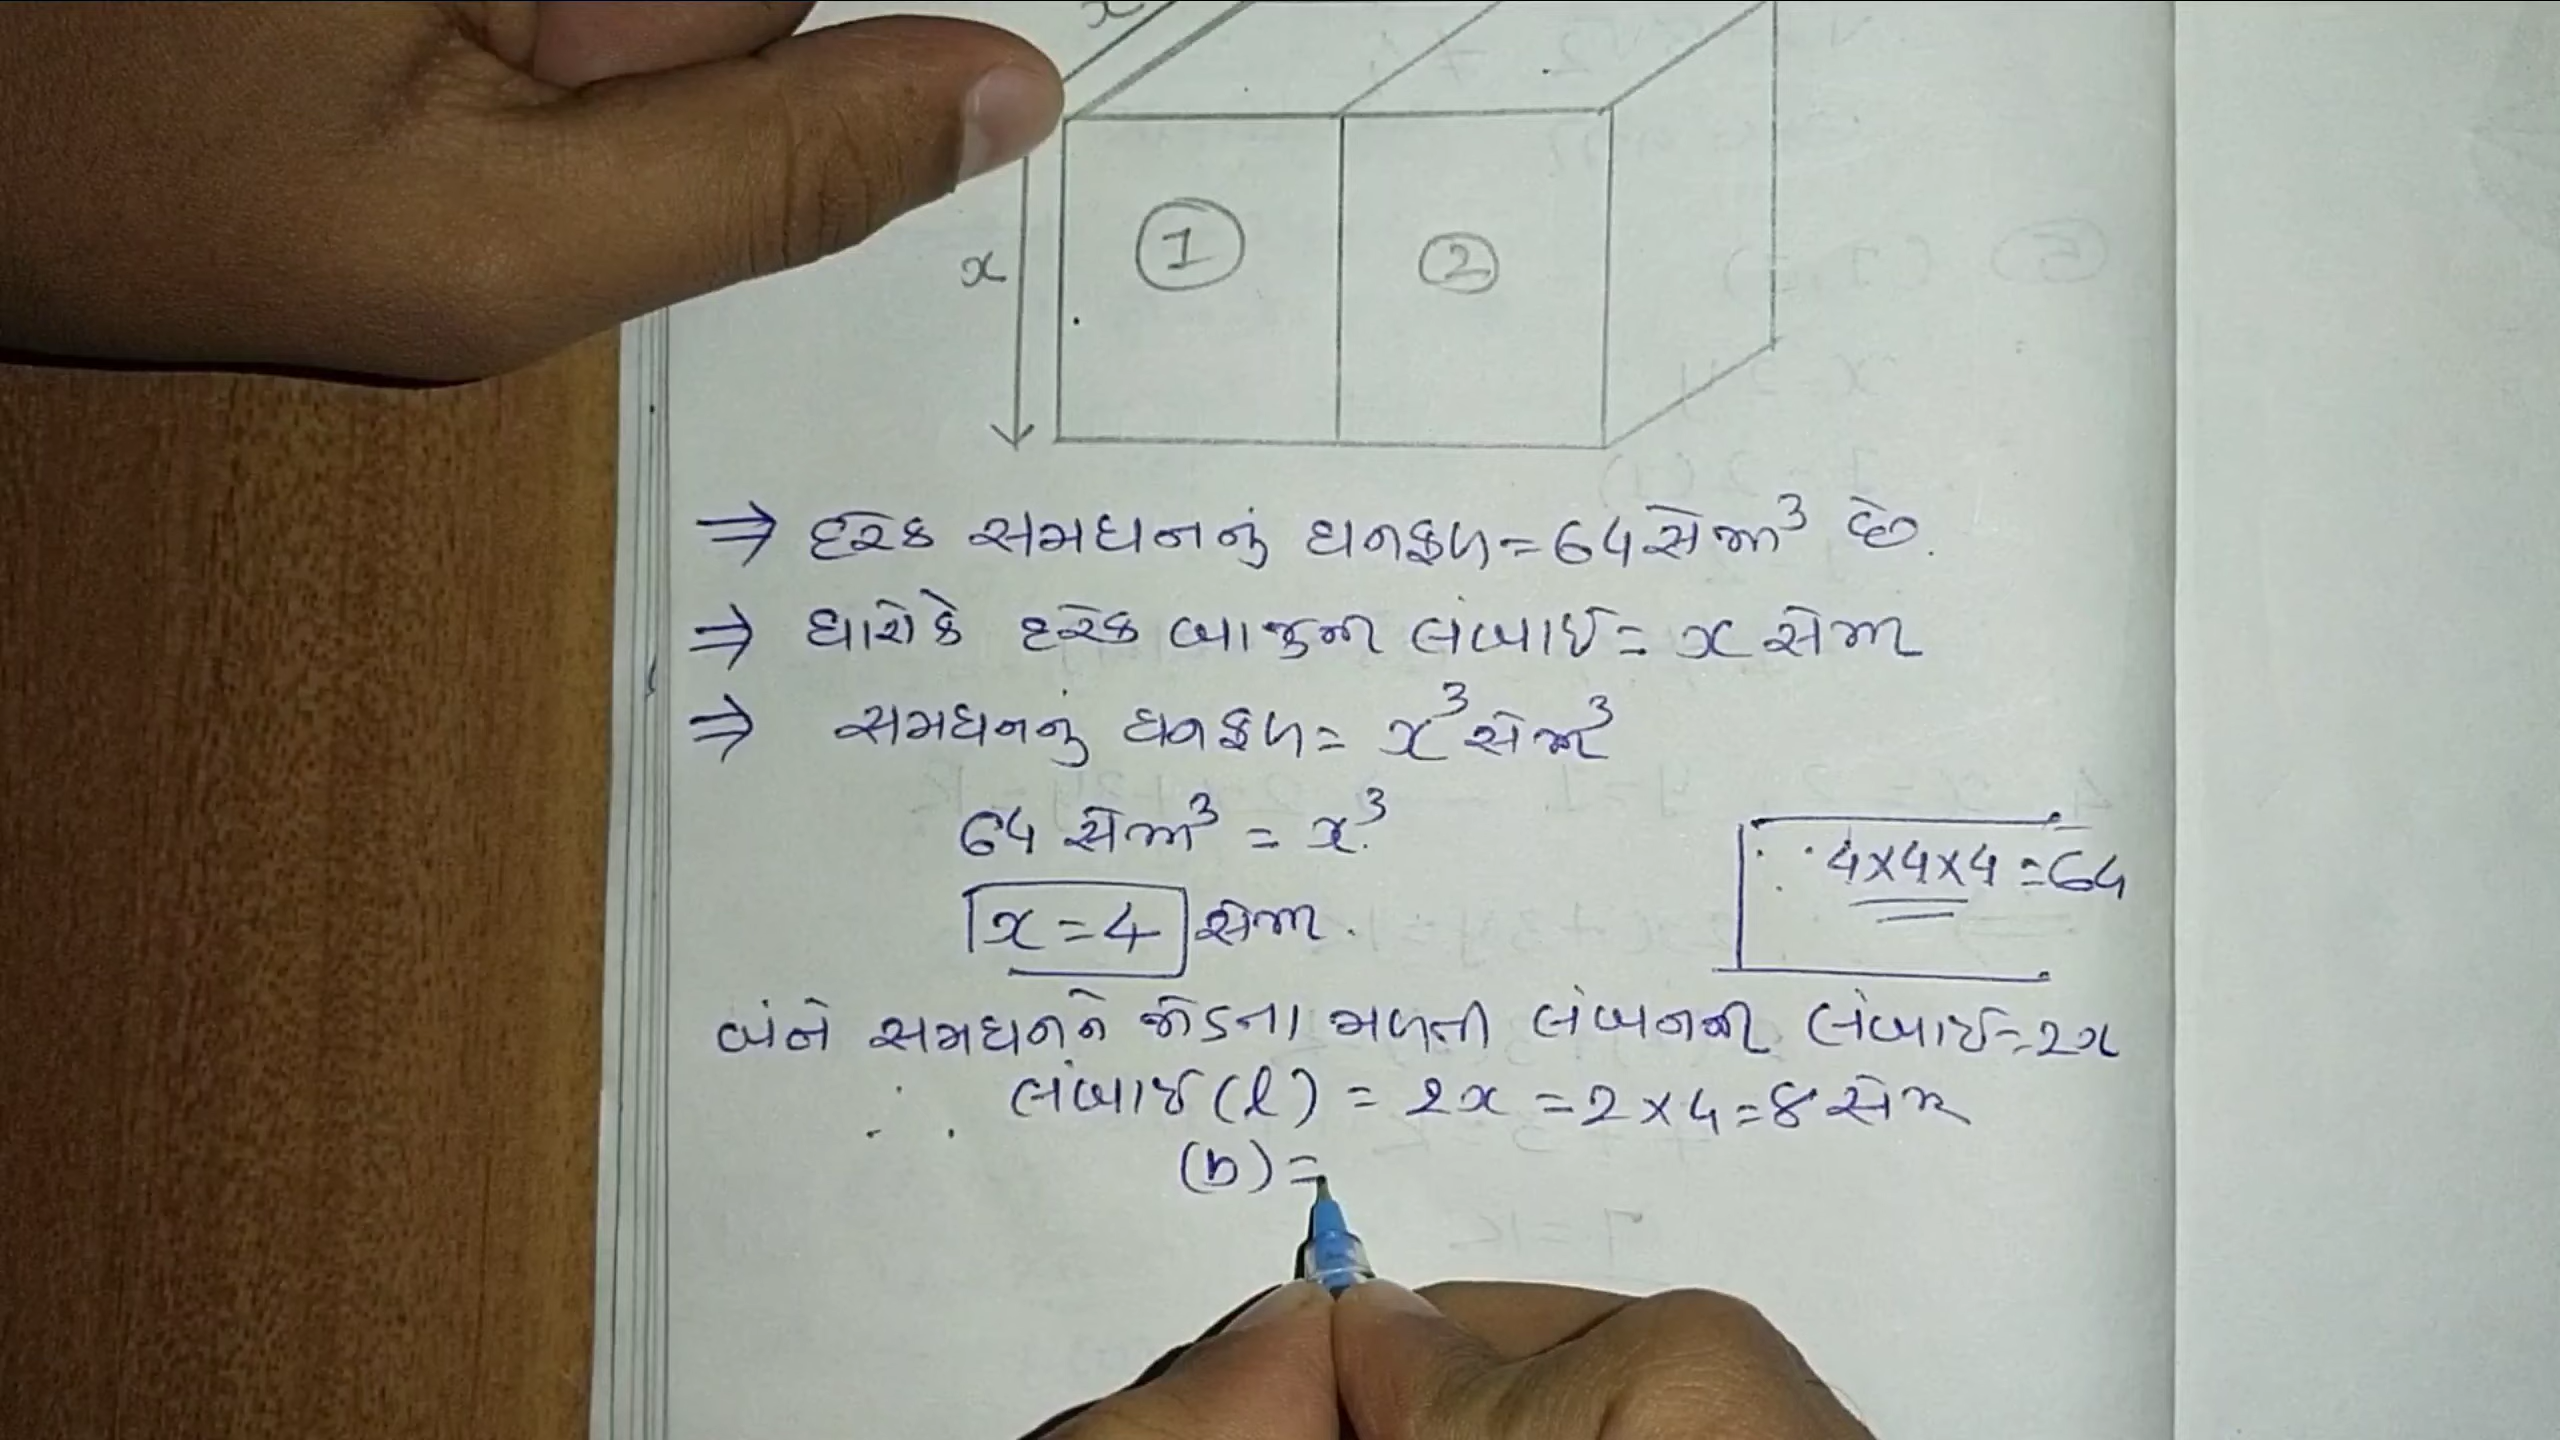 x
x
1
2
⇒ દરેક સમઘનનું ઘનફળ = 64 સેમી³ છે.
⇒ ધારો કે દરેક બાજુની લંબાઈ = x સેમી
⇒ સમઘનનું ઘનફળ = x³ સેમી³
64 સેમી³ = x³
∵ 4×4×4 = 64
x = 4 સેમી.
બંને સમઘનને જોડતા મળતી લંબનની લંબાઈ = 2x
∴ લંબાઈ (l) = 2x = 2 × 4 = 8 સેમી
(b) =